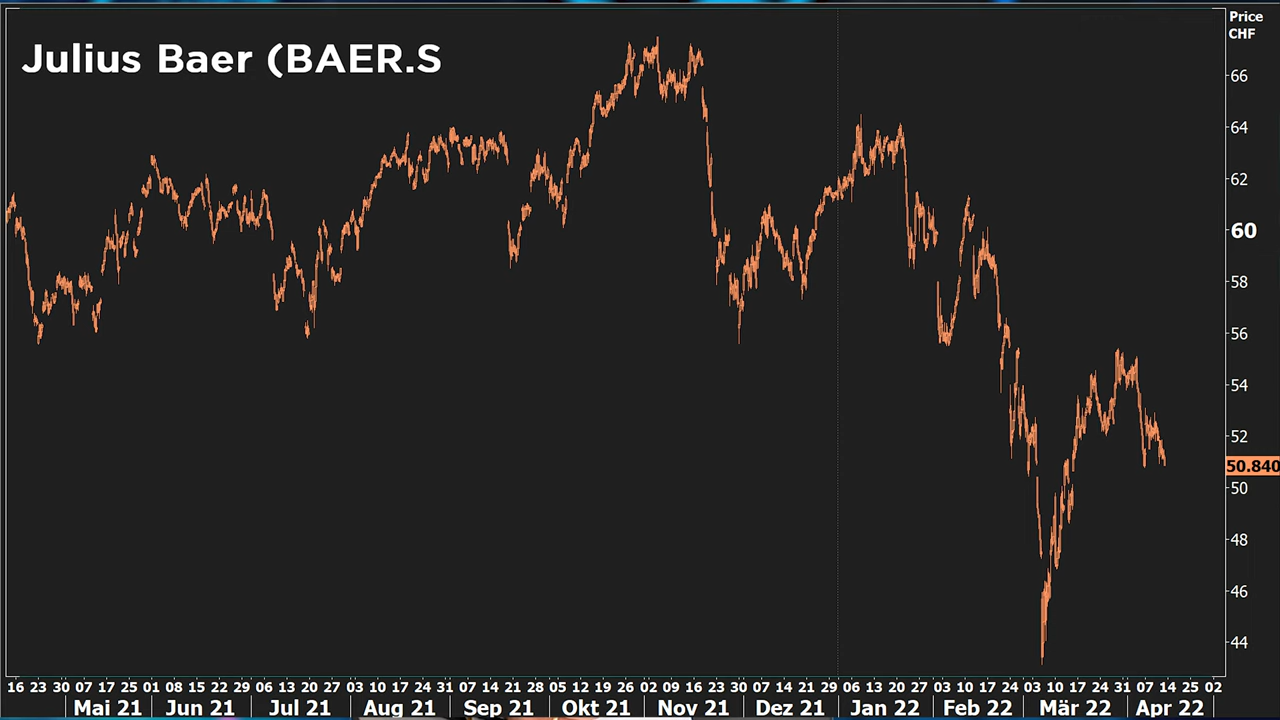 Price
CHF
Julius Baer (BAER.S
66
64
62
60
58
56
54
52
50.840
50
48
46
44
16 23 30 07 17 25 01 08 15 22 29 06 13 20 27 03 10 17 24 31 07 14 21 28 05 12 19 26 02 09 16 23 30 07 14 21 29 06 13 20 27 03 10 17 24 03 10 17 24 31 07 14 25 02
Mai 21 Jun 21 Jul 21 Aug 21 Sep 21 Okt 21 Nov 21 Dez 21 Jan 22 Feb 22 Mär 22 Apr 22